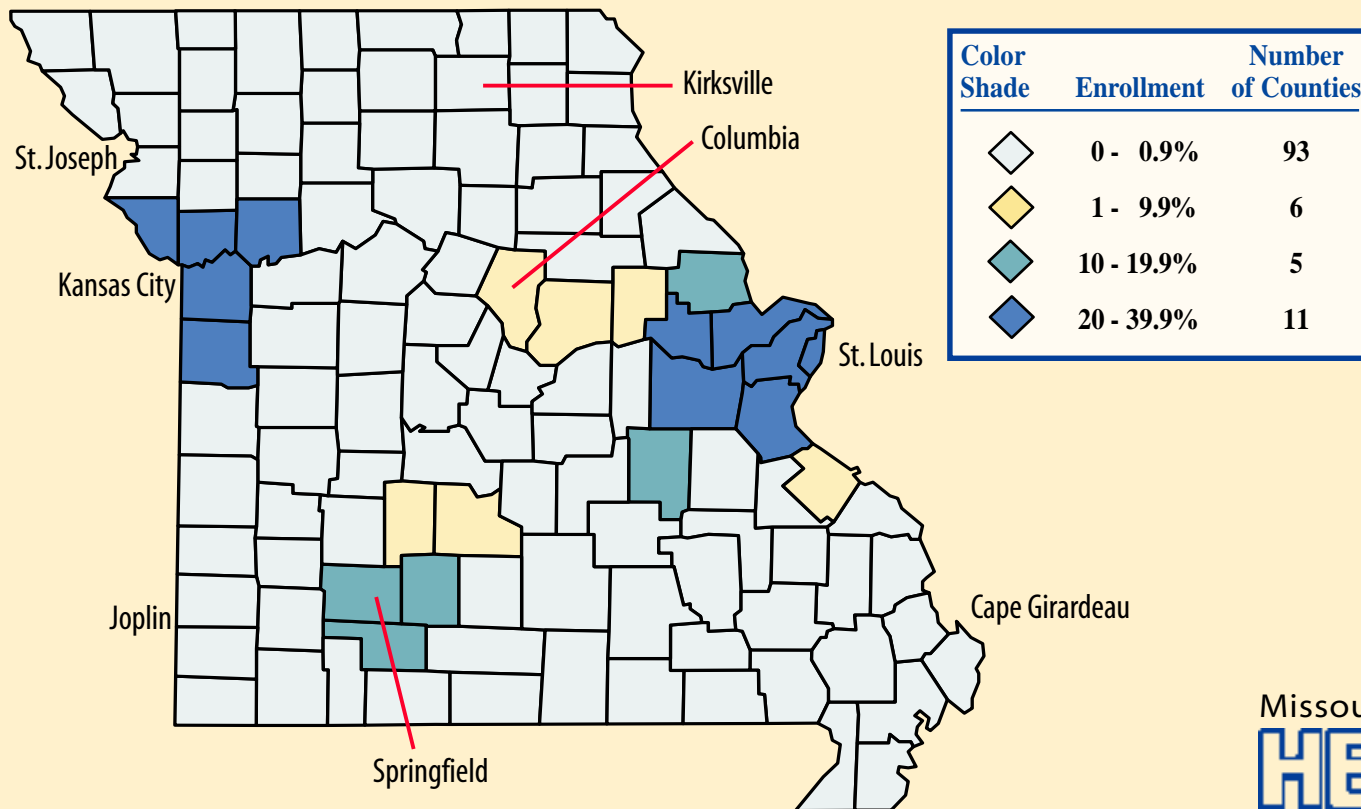 Kirksville
Columbia
St. Joseph
Kansas City
St. Louis
Joplin
Cape Girardeau
Springfield
Color Shade Enrollment Number of Counties
0 - 0.9% 93
1 - 9.9% 6
10 - 19.9% 5
20 - 39.9% 11